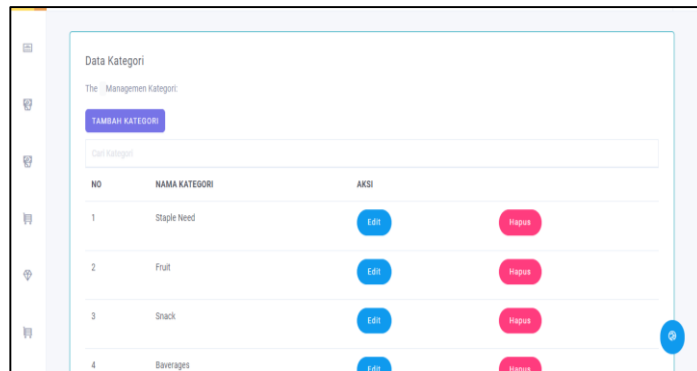 Data Kategori
The Managemen Kategori:
TAMBAH KATEGORI
Cari Kategori
NO NAMA KATEGORI AKSI
1 Staple Need Edit Hapus
2 Fruit Edit Hapus
3 Snack Edit Hapus
4 Baverages Edit Hapus